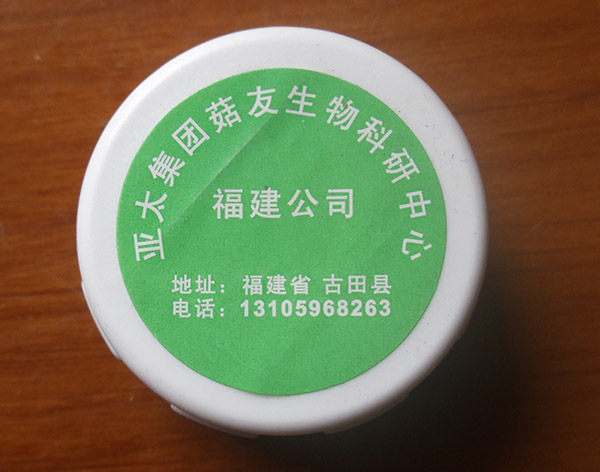 亚太集团菇友生物科研中心
福建公司
地址：福建省 古田县
电话：13105968263